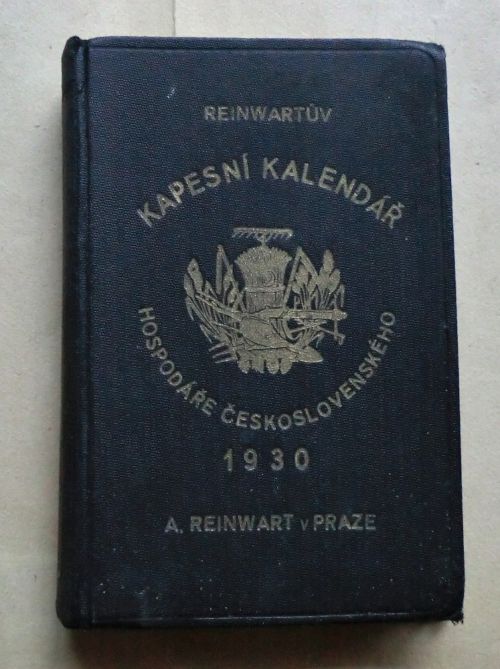 REINWARTŮV
KAPESNÍ KALENDÁŘ
HOSPODÁŘE ČESKOSLOVENSKÉHO
1930
A. REINWART v PRAZE